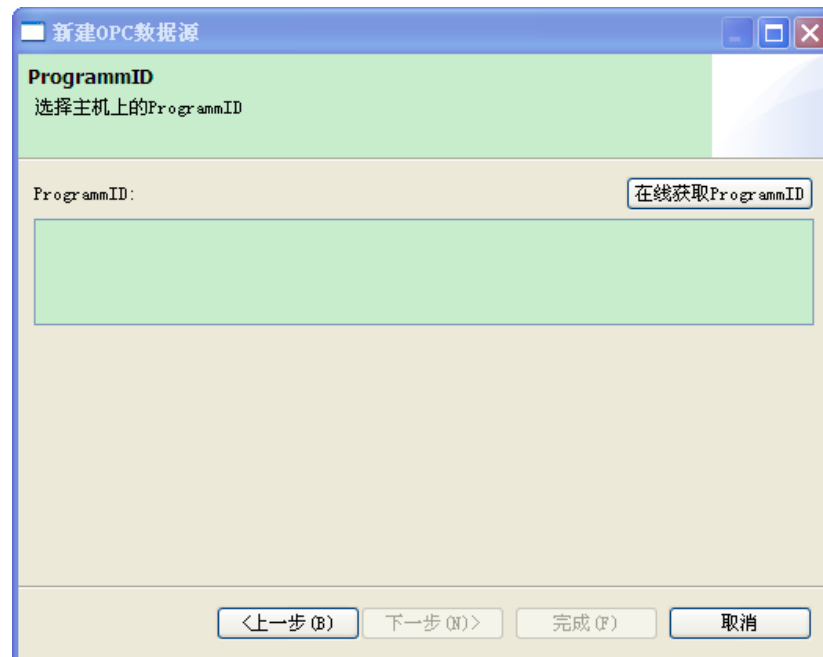 新建OPC数据源
ProgrammID
选择主机上的ProgrammID
ProgrammID:
在线获取ProgrammID
<上一步(B)
下一步(N)>
完成(F)
取消